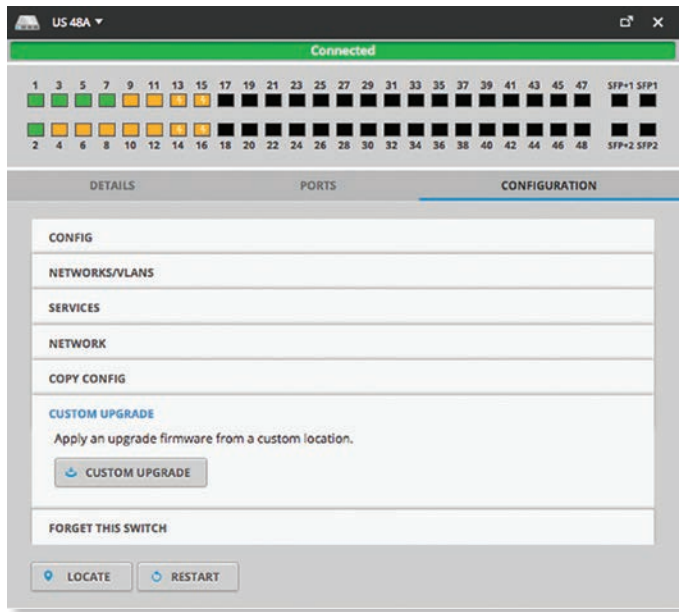 US 48A
Connected
1 3 5 7 9 11 13 15 17 19 21 23 25 27 29 31 33 35 37 39 41 43 45 47 SFP+1 SFP1
2 4 6 8 10 12 14 16 18 20 22 24 26 28 30 32 34 36 38 40 42 44 46 48 SFP+2 SFP2
DETAILS PORTS CONFIGURATION
CONFIG
NETWORKS/VLANS
SERVICES
NETWORK
COPY CONFIG
CUSTOM UPGRADE
Apply an upgrade firmware from a custom location.
CUSTOM UPGRADE
FORGET THIS SWITCH
LOCATE RESTART